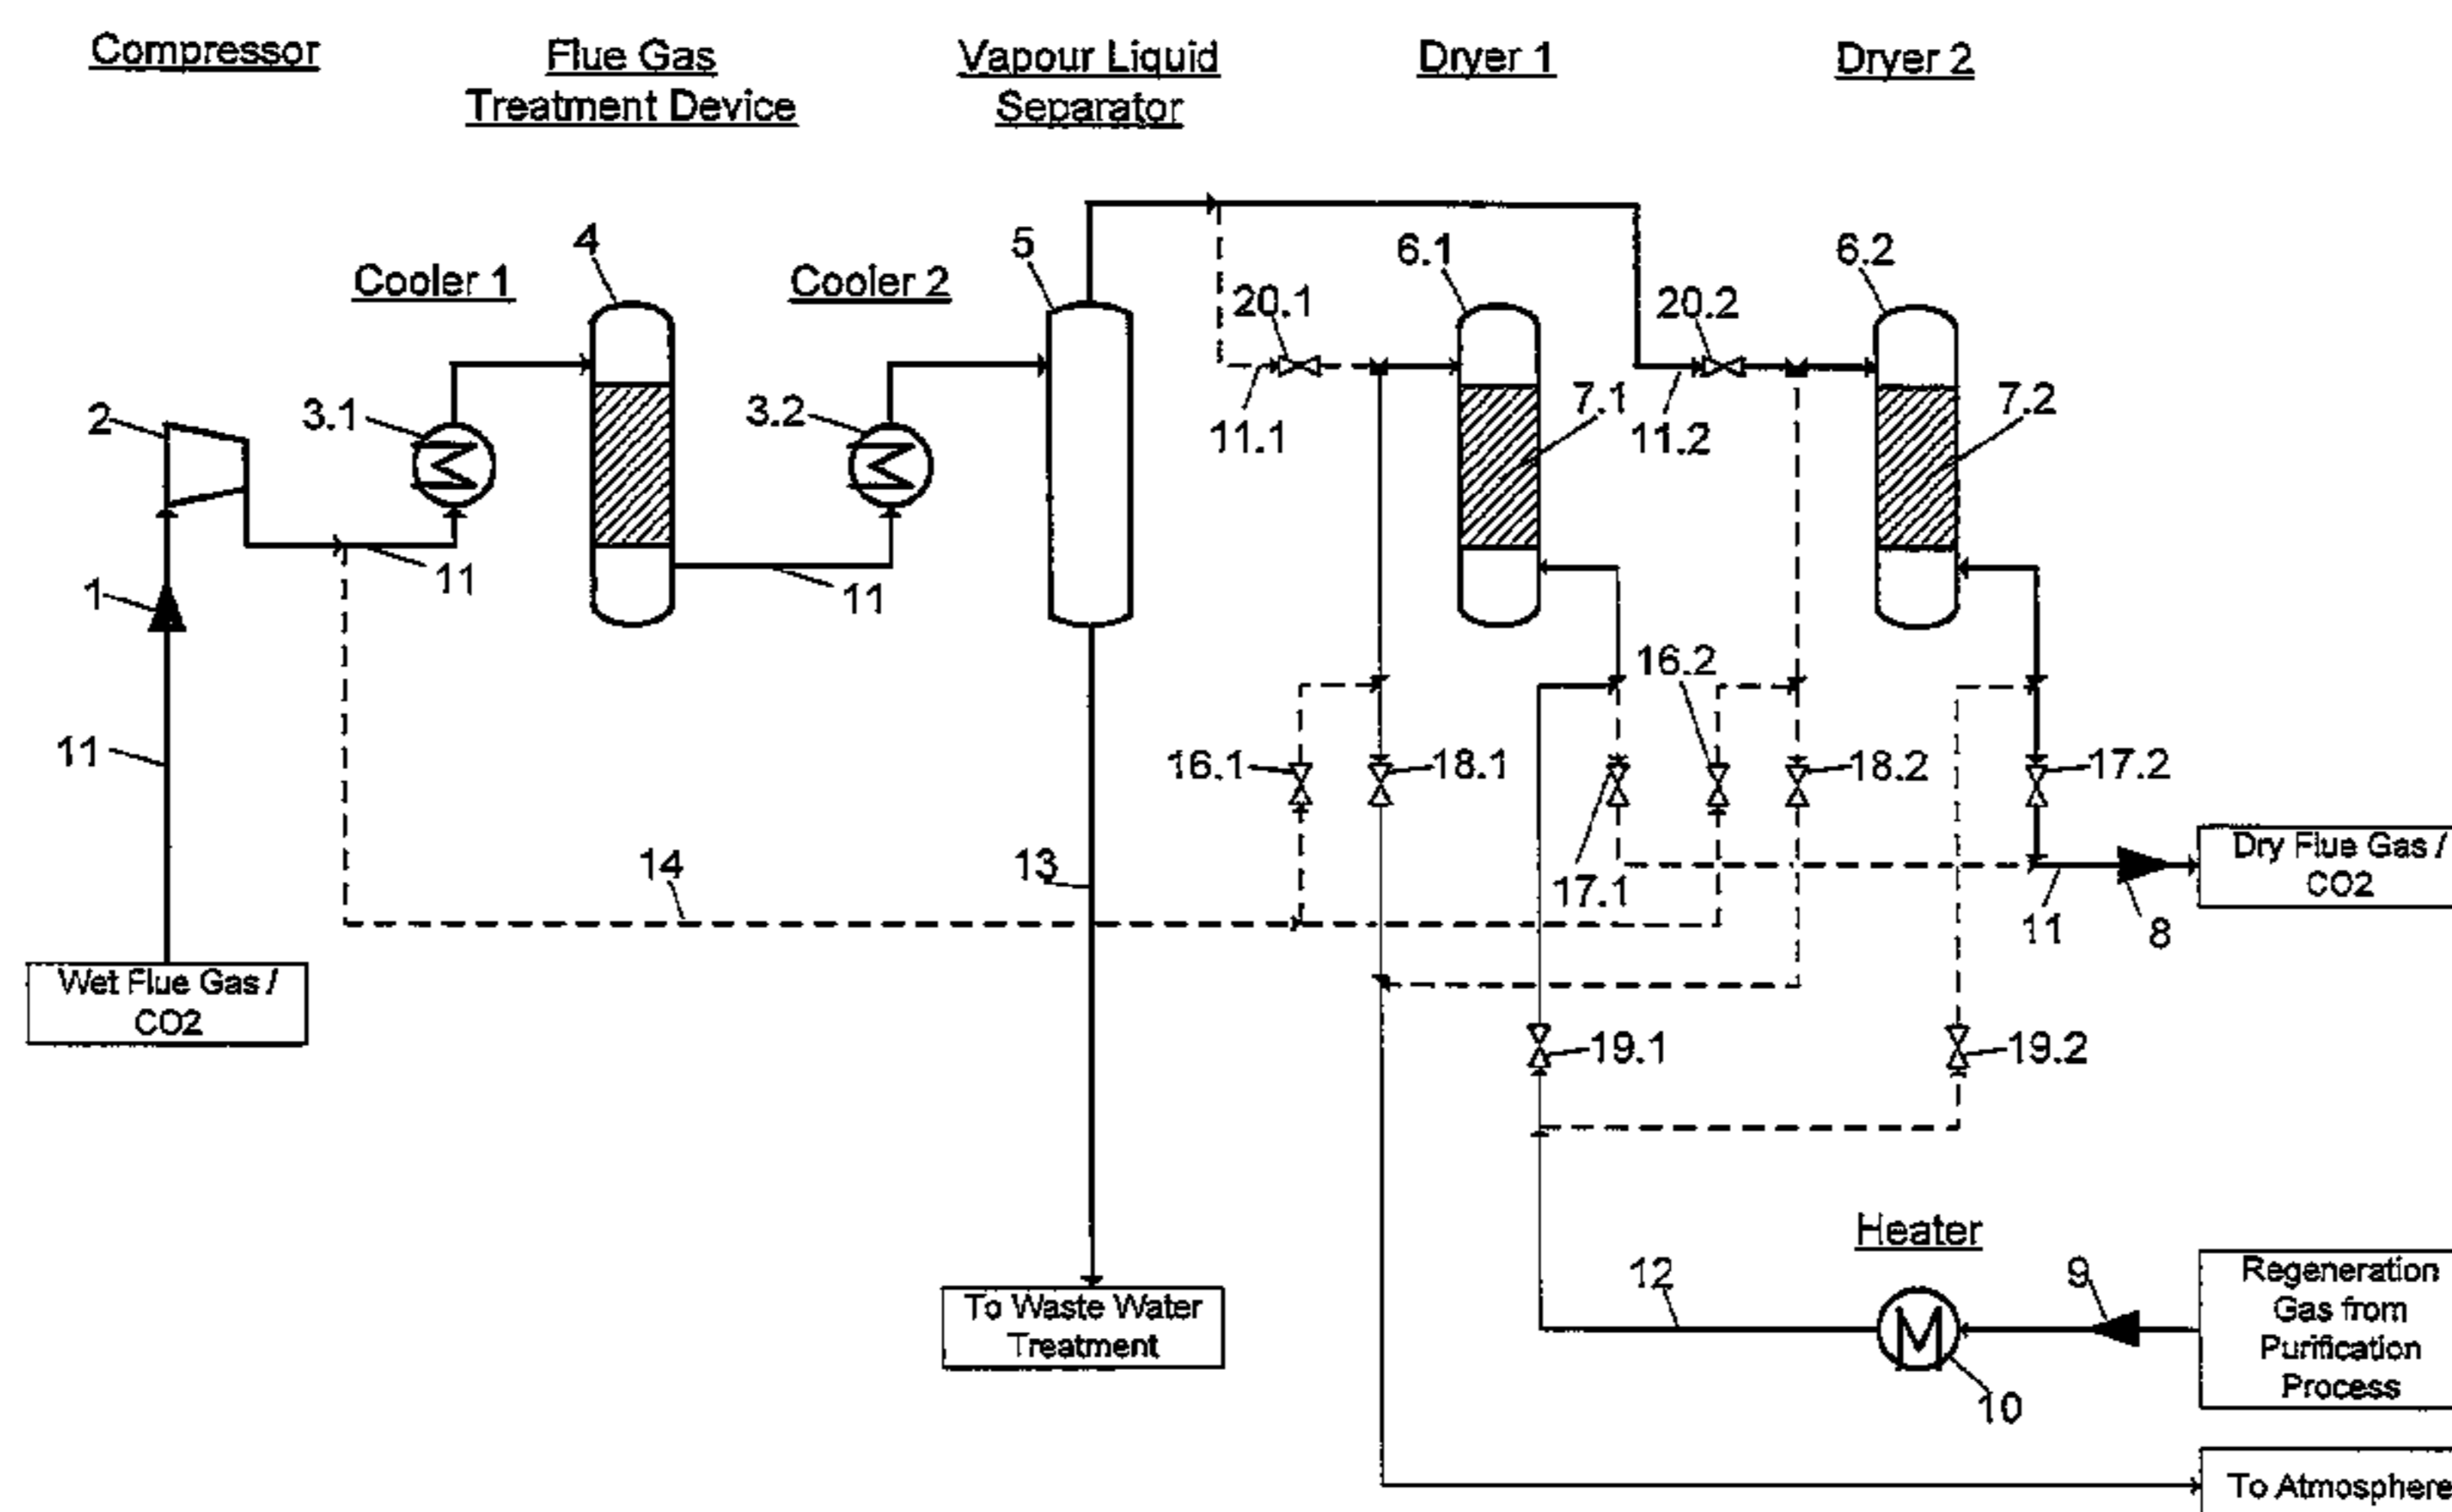 Compressor
Flue Gas
Treatment Device
Vapour Liquid
Separator
Dryer 1
Dryer 2
4
5
6.1
6.2
Cooler 1
Cooler 2
20.1
20.2
2
3.1
3.2
7.1
7.2
11.1
11.2
11
11
1
16.2
11
16.1
18.1
18.2
17.2
14
13
17.1
Dry Flue Gas /
CO2
11
8
Wet Flue Gas /
CO2
19.1
19.2
Heater
12
9
Regeneration
Gas from
Purification
Process
To Waste Water
Treatment
10
To Atmosphere